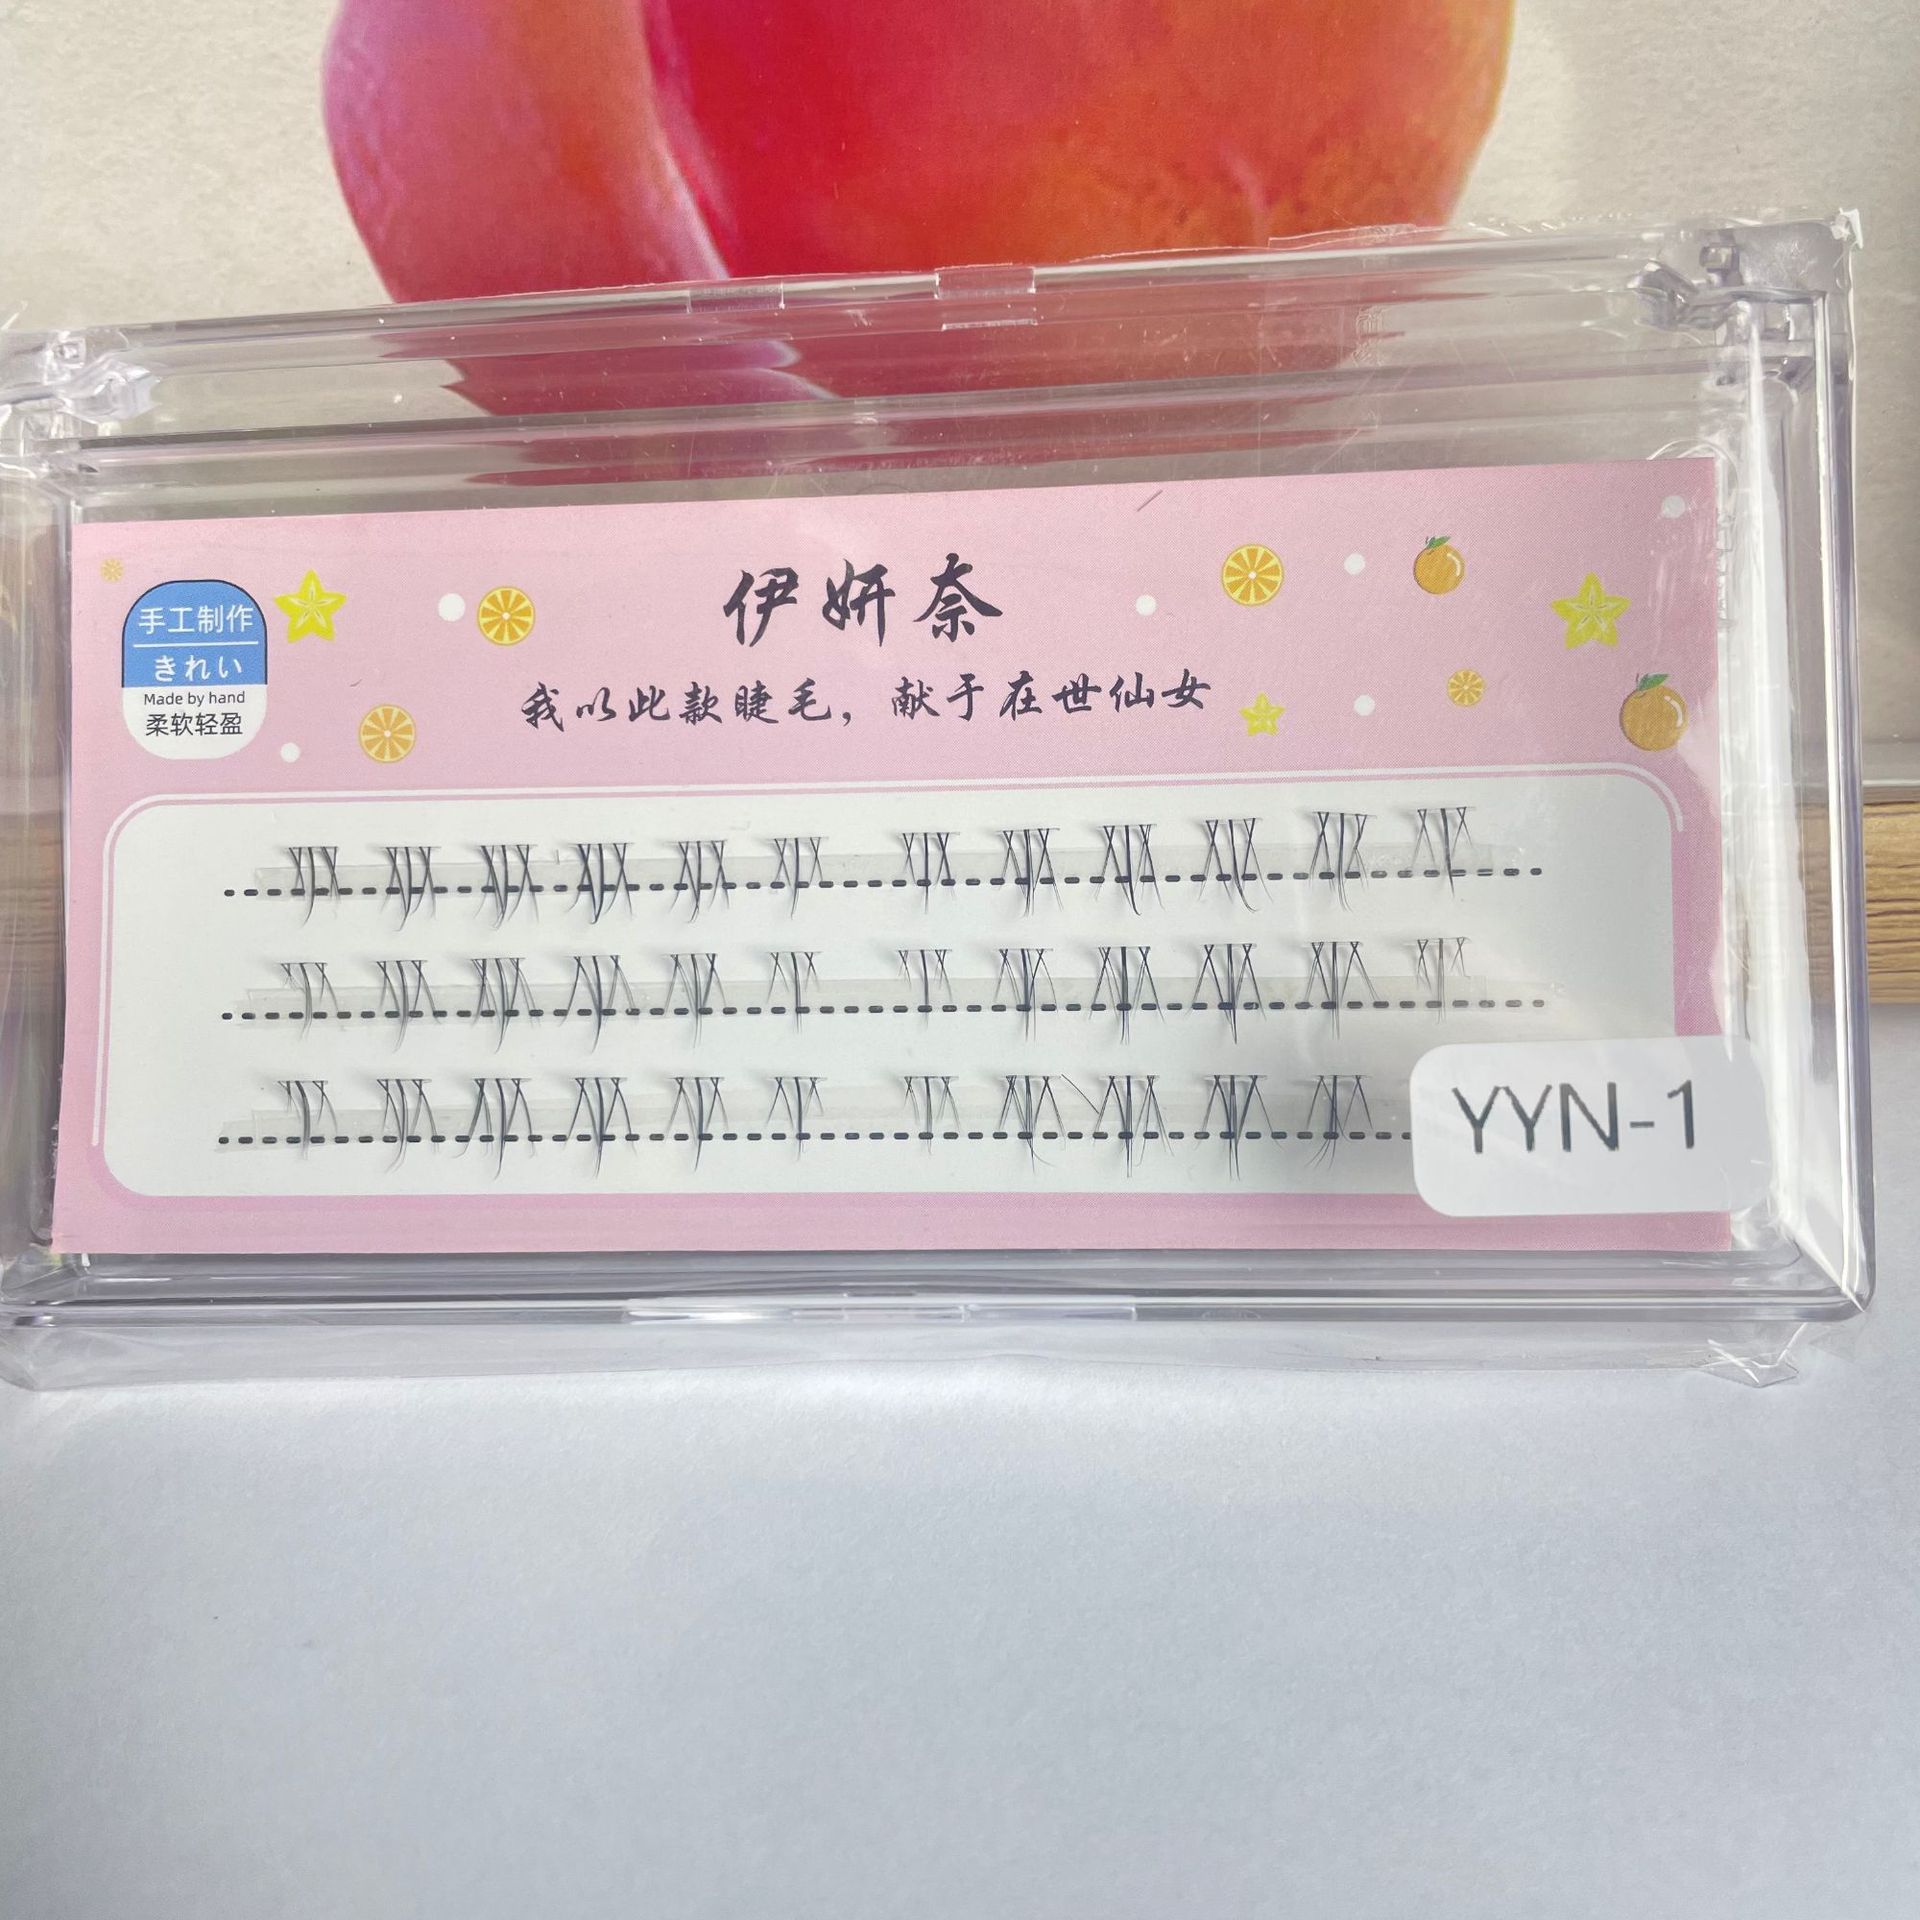 伊妍奈
我以此款睫毛，献于在世仙女
手工制作
きれい
Made by hand
柔软轻盈
YYN-1